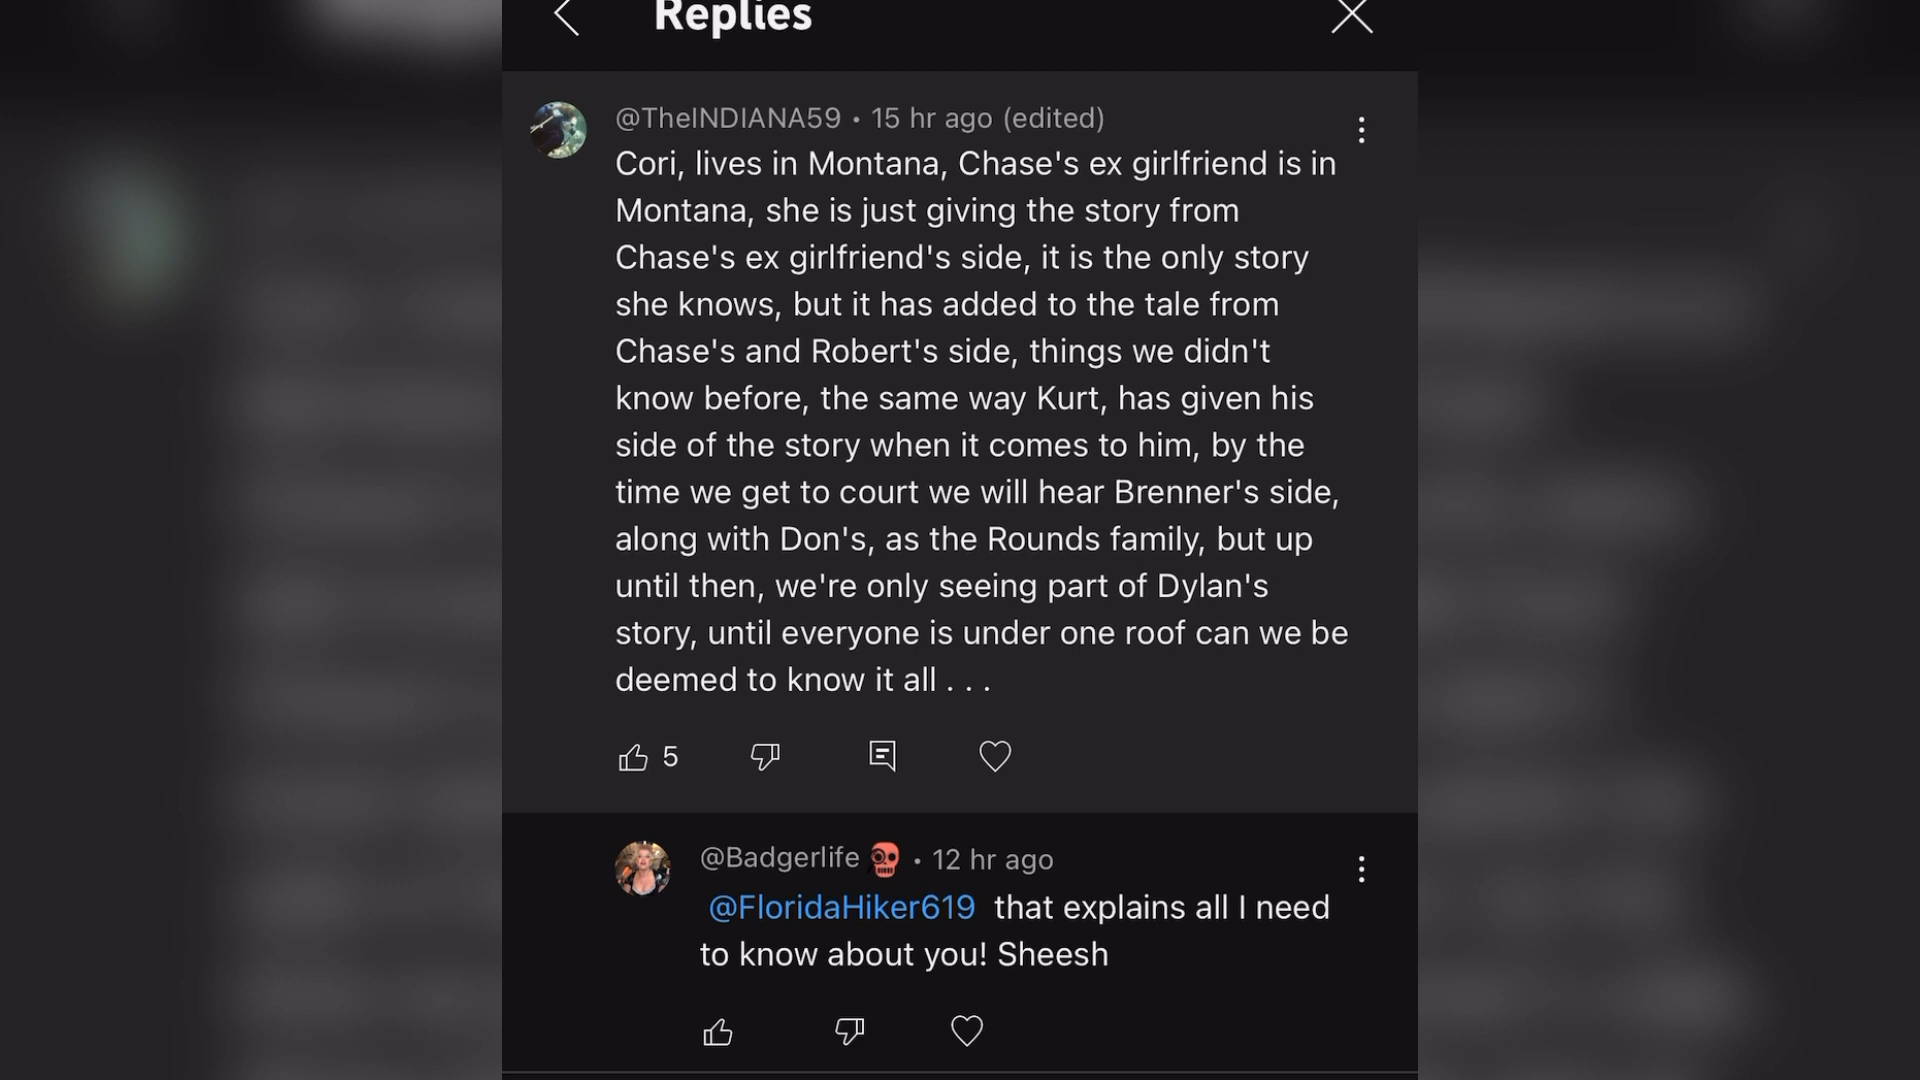 Replies
@TheINDIANA59 • 15 hr ago (edited)
Cori, lives in Montana, Chase's ex girlfriend is in
Montana, she is just giving the story from
Chase's ex girlfriend's side, it is the only story
she knows, but it has added to the tale from
Chase's and Robert's side, things we didn't
know before, the same way Kurt, has given his
side of the story when it comes to him, by the
time we get to court we will hear Brenner's side,
along with Don's, as the Rounds family, but up
until then, we're only seeing part of Dylan's
story, until everyone is under one roof can we be
deemed to know it all . . .
5
@Badgerlife • 12 hr ago
@FloridaHiker619 that explains all I need
to know about you! Sheesh